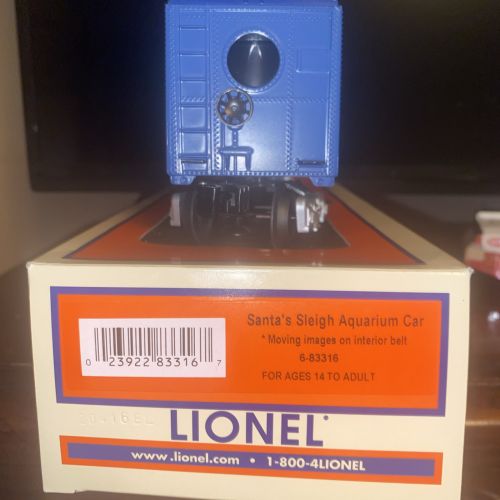 Santa's Sleigh Aquarium Car
* Moving images on interior belt
6-83316
FOR AGES 14 TO ADULT
0 23922 83316 7
LIONEL
www.lionel.com • 1-800-4LIONEL